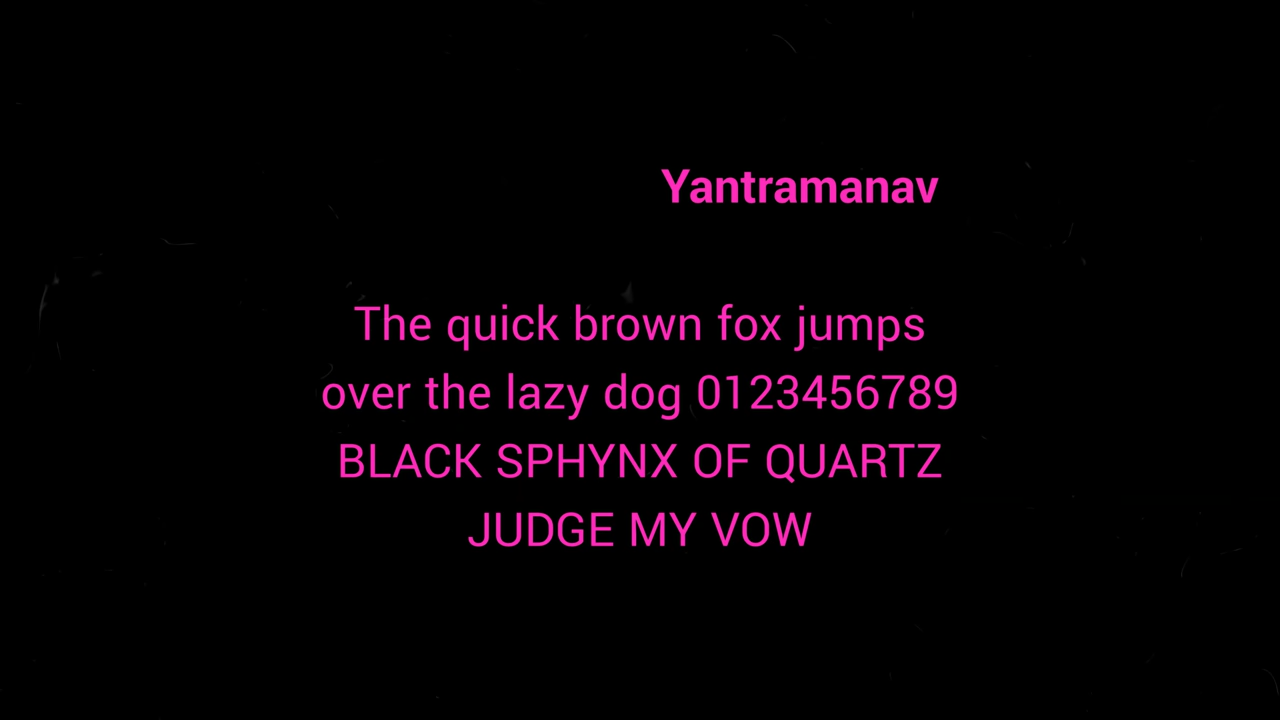 Yantramanav
The quick brown fox jumps
over the lazy dog 0123456789
BLACK SPHYNX OF QUARTZ
JUDGE MY VOW